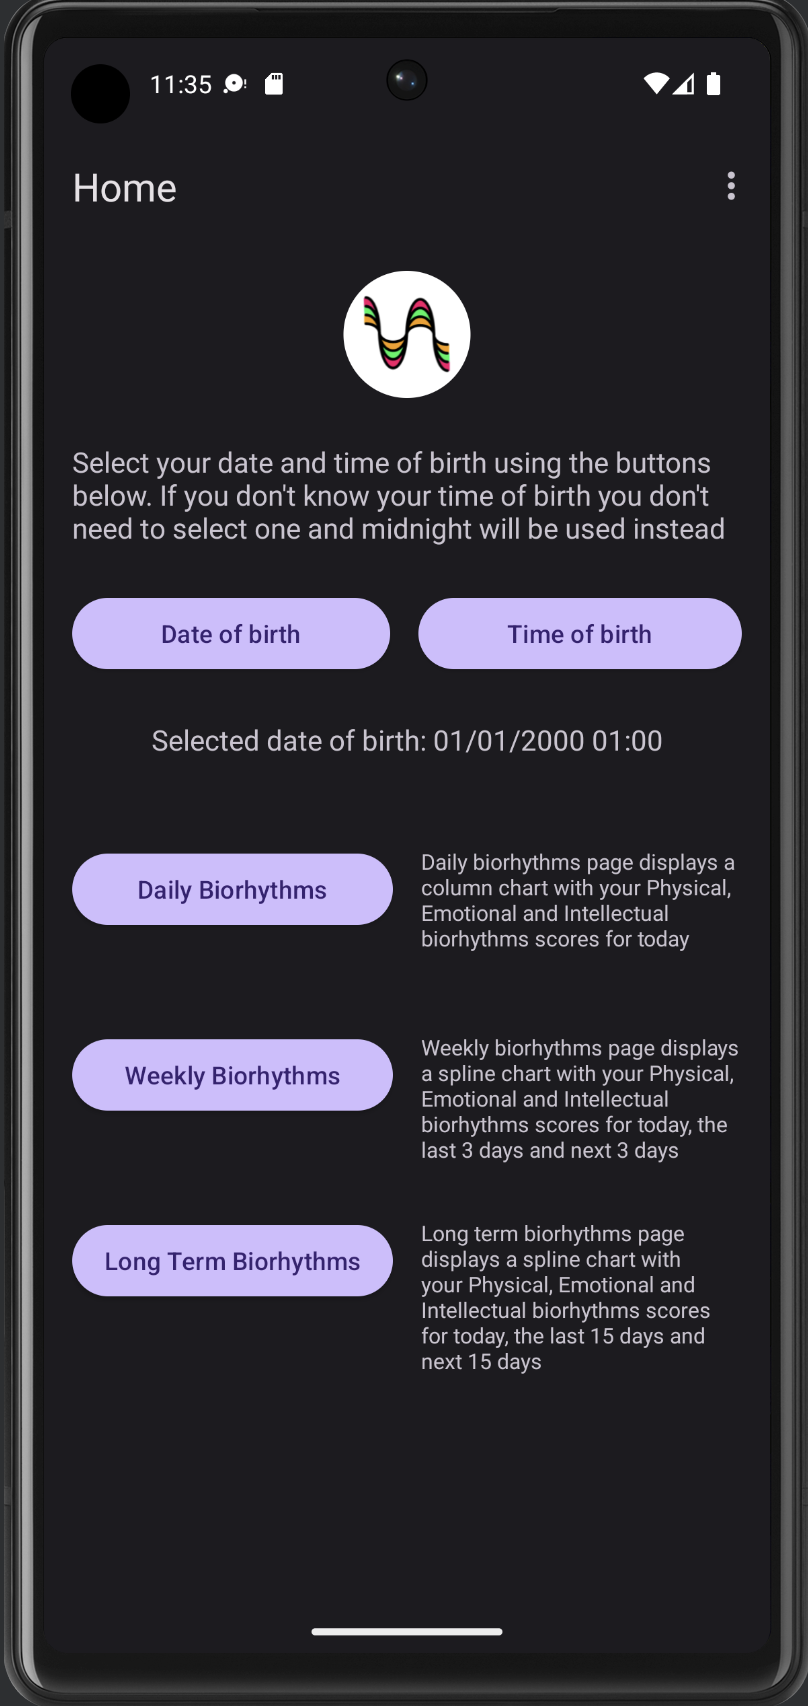 11:35
Home
Select your date and time of birth using the buttons
below. If you don't know your time of birth you don't
need to select one and midnight will be used instead
Date of birth
Time of birth
Selected date of birth: 01/01/2000 01:00
Daily Biorhythms
Daily biorhythms page displays a
column chart with your Physical,
Emotional and Intellectual
biorhythms scores for today
Weekly Biorhythms
Weekly biorhythms page displays
a spline chart with your Physical,
Emotional and Intellectual
biorhythms scores for today, the
last 3 days and next 3 days
Long Term Biorhythms
Long term biorhythms page
displays a spline chart with
your Physical, Emotional and
Intellectual biorhythms scores
for today, the last 15 days and
next 15 days